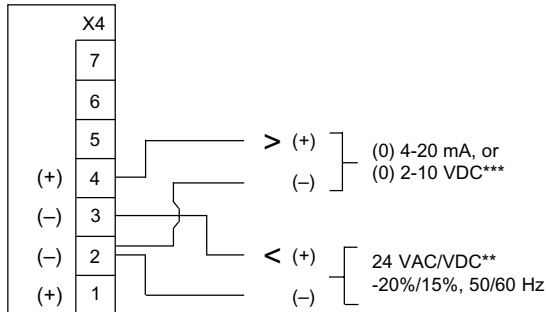 X4
7
6
5
(+) 4
(–) 3
(–) 2
(+) 1
> (+)
(–)
(0) 4-20 mA, or
(0) 2-10 VDC***
< (+)
(–)
24 VAC/VDC**
-20%/15%, 50/60 Hz